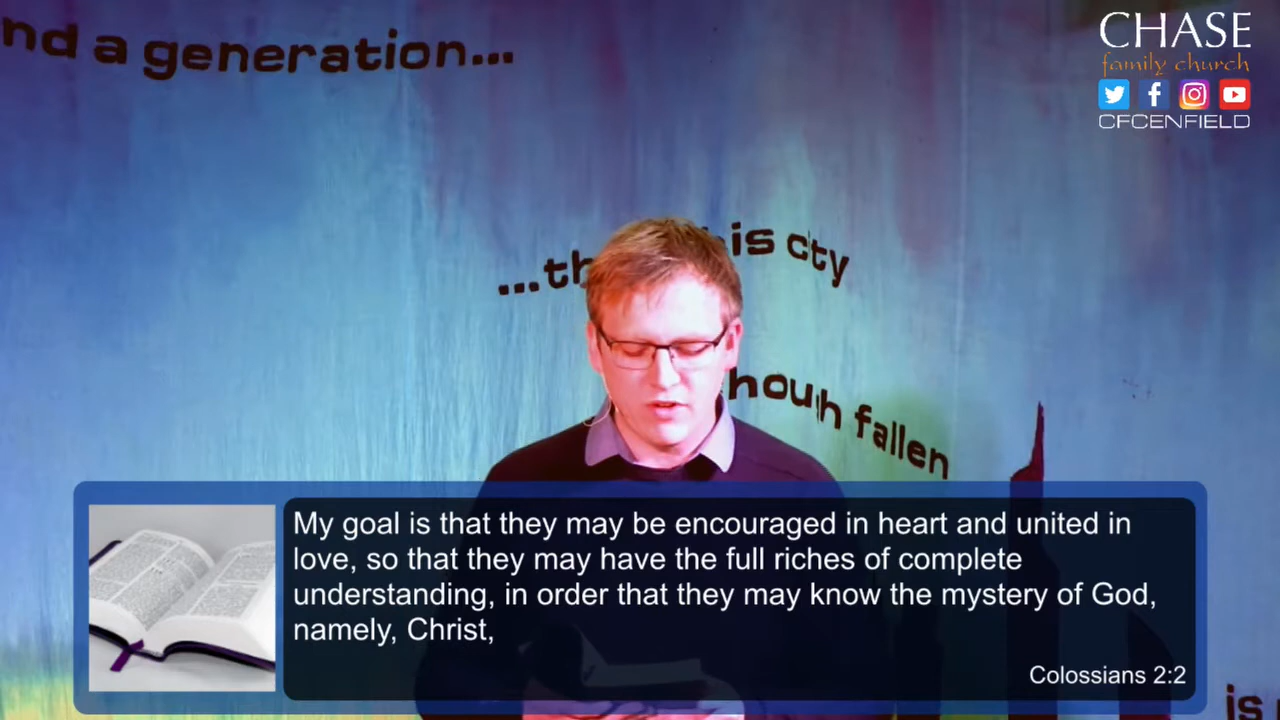 nd a generation...
CHASE
family church
CFCENFIELD
...th
is cty
hough fallen
My goal is that they may be encouraged in heart and united in
love, so that they may have the full riches of complete
understanding, in order that they may know the mystery of God,
namely, Christ,
Colossians 2:2
is